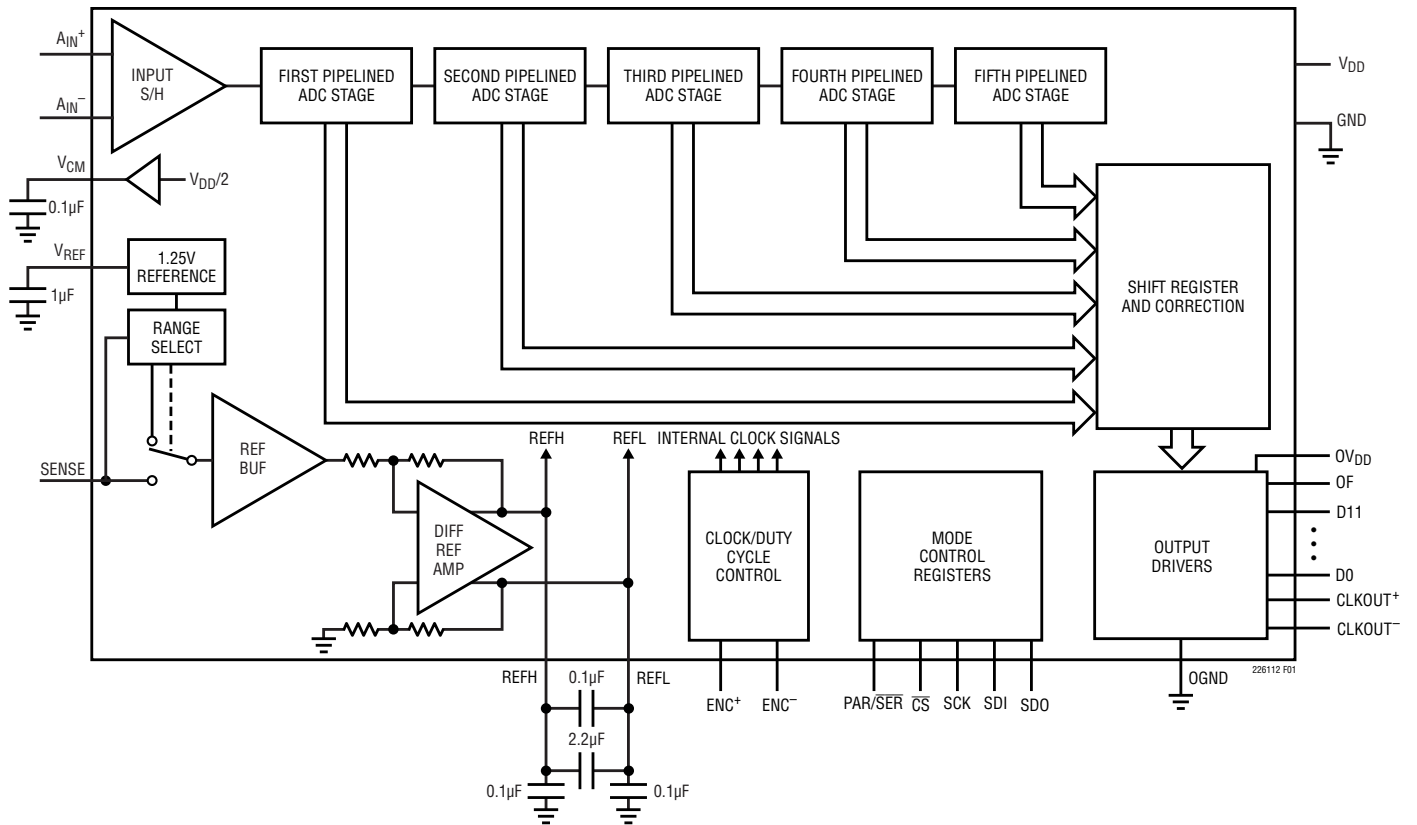 AIN+
AIN−
INPUT
S/H
FIRST PIPELINED
ADC STAGE
SECOND PIPELINED
ADC STAGE
THIRD PIPELINED
ADC STAGE
FOURTH PIPELINED
ADC STAGE
FIFTH PIPELINED
ADC STAGE
VDD
GND
VCM
VDD/2
0.1µF
VREF
1.25V
REFERENCE
1µF
RANGE
SELECT
SHIFT REGISTER
AND CORRECTION
SENSE
REF
BUF
REFH
REFL
INTERNAL CLOCK SIGNALS
DIFF
REF
AMP
CLOCK/DUTY
CYCLE
CONTROL
MODE
CONTROL
REGISTERS
OUTPUT
DRIVERS
OVDD
OF
D11
D0
CLKOUT+
CLKOUT−
REFH
0.1µF
REFL
2.2µF
0.1µF
0.1µF
ENC+
ENC−
PAR/SER
CS
SCK
SDI
SDO
OGND
226112 F01